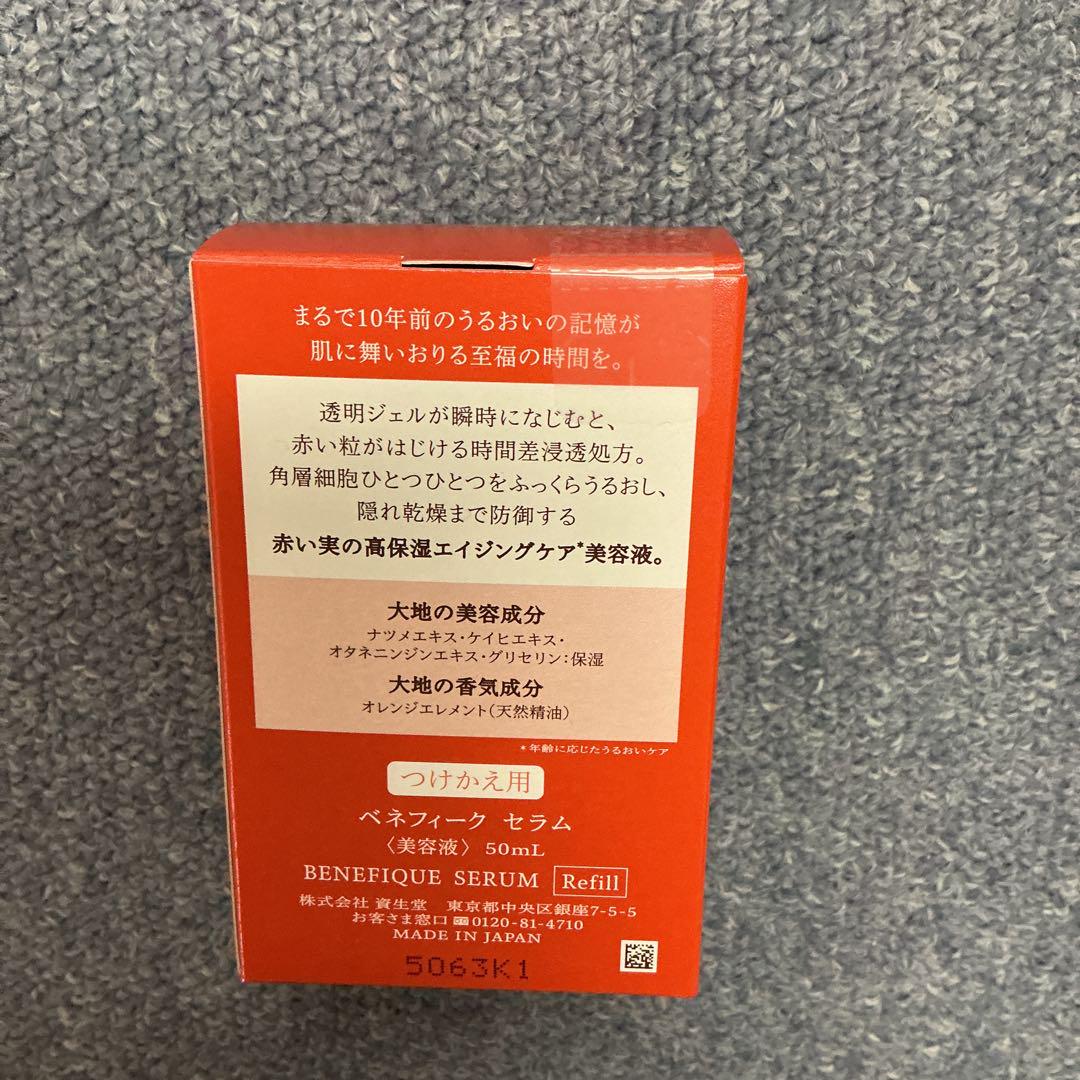 まるで10年前のうるおいの記憶が
肌に舞いおりる至福の時間を。
透明ジェルが瞬時になじむと、
赤い粒がはじける時間差浸透処方。
角層細胞ひとつひとつをふっくらうるおし、
隠れ乾燥まで防御する
赤い実の高保湿エイジングケア*美容液。
大地の美容成分
ナツメエキス・ケイヒエキス・
オタネニンジンエキス・グリセリン：保湿
大地の香気成分
オレンジエレメント（天然精油）
*年齢に応じたうるおいケア
つけかえ用
ベネフィーク セラム
〈美容液〉 50mL
BENEFIQUE SERUM Refill
株式会社 資生堂 東京都中央区銀座7-5-5
お客さま窓口 0120-81-4710
MADE IN JAPAN
5063K1